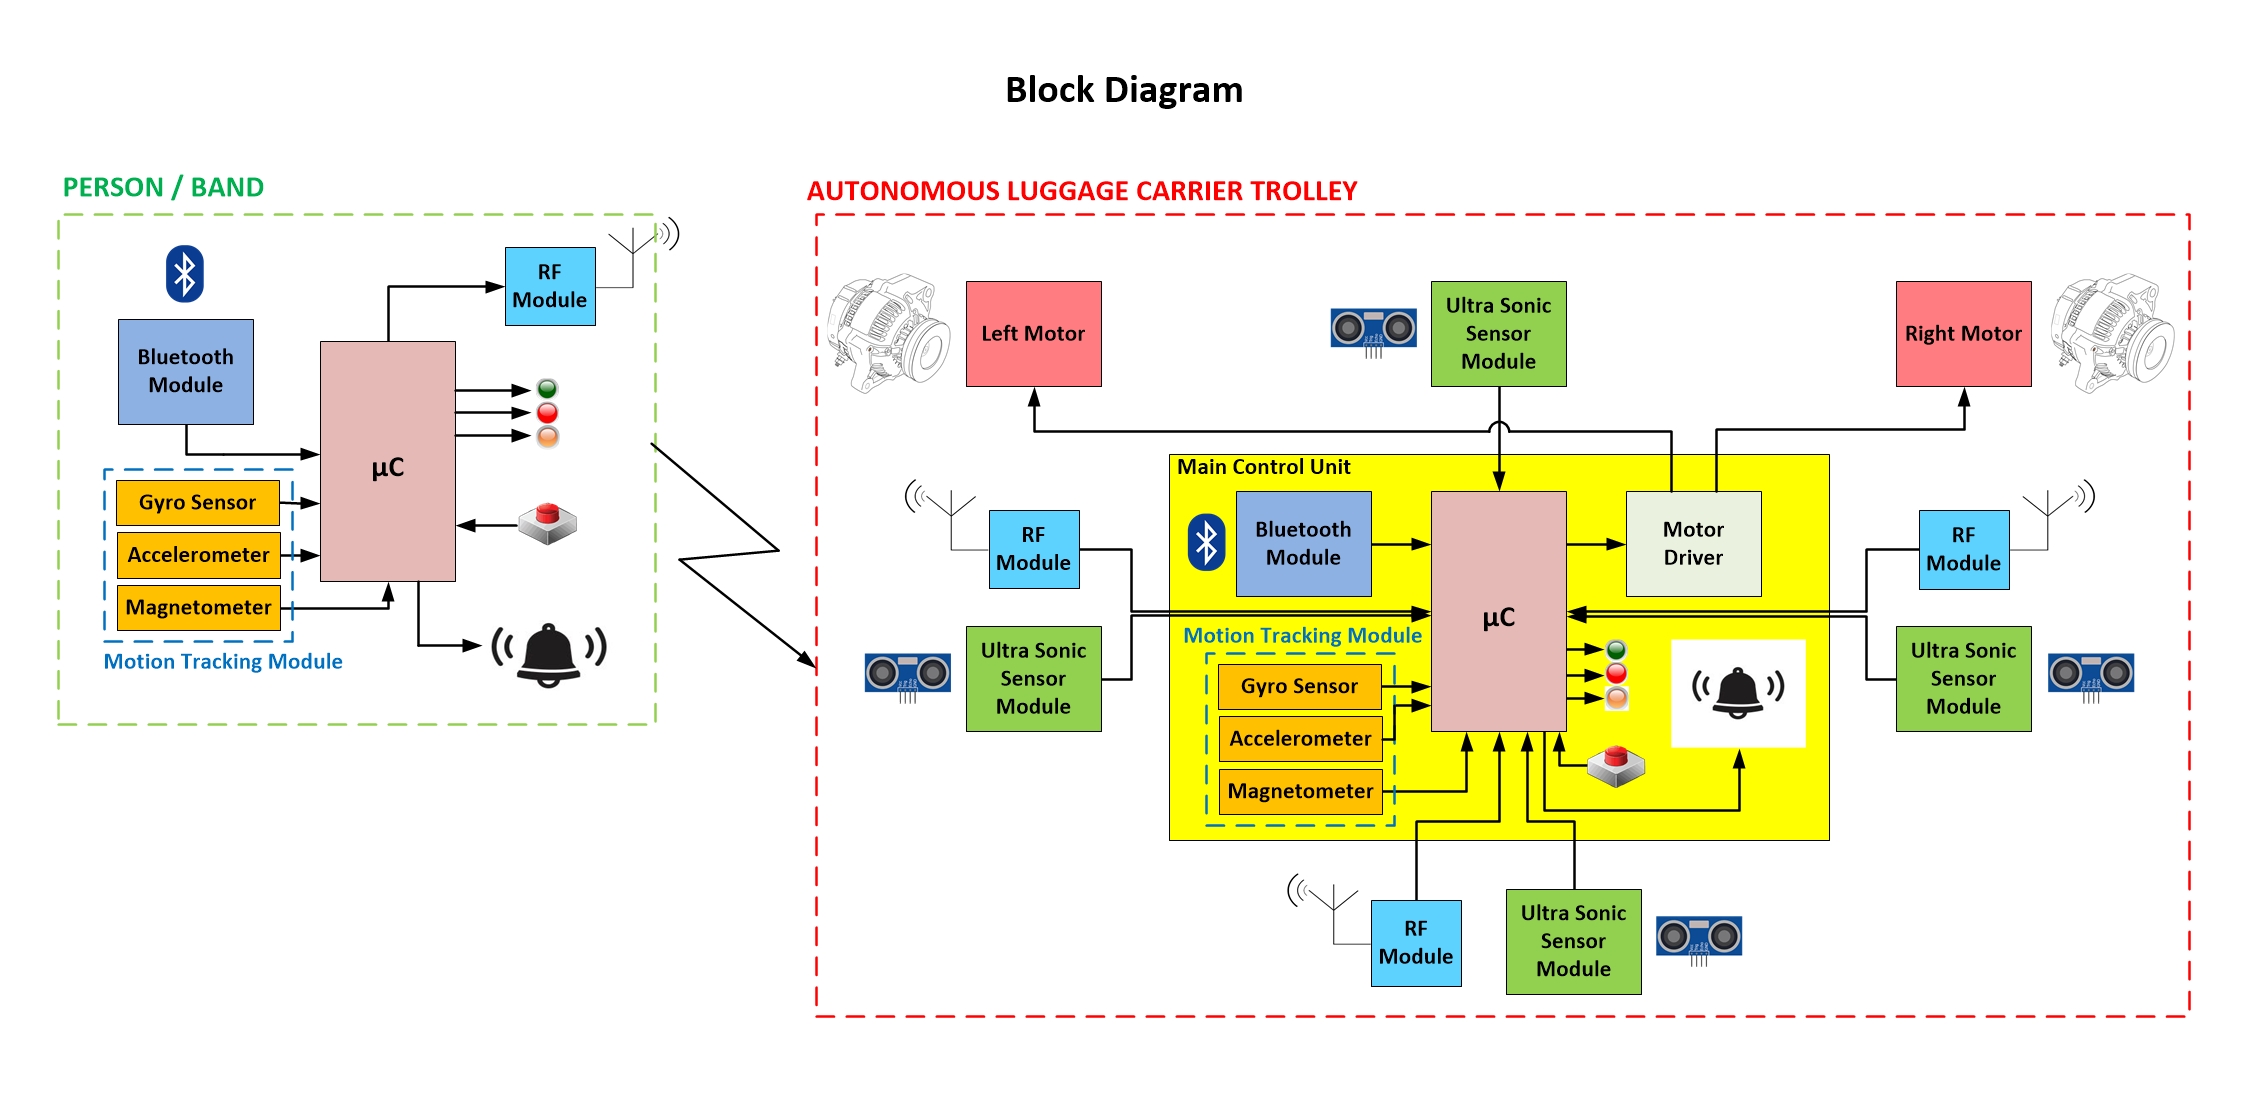 Block Diagram
PERSON / BAND
RF
Module
Bluetooth
Module
µC
Gyro Sensor
Accelerometer
Magnetometer
Motion Tracking Module
AUTONOMOUS LUGGAGE CARRIER TROLLEY
Left Motor
Ultra Sonic
Sensor
Module
Right Motor
Main Control Unit
RF
Module
Bluetooth
Module
µC
Motor
Driver
RF
Module
Ultra Sonic
Sensor
Module
Motion Tracking Module
Gyro Sensor
Accelerometer
Magnetometer
Ultra Sonic
Sensor
Module
RF
Module
Ultra Sonic
Sensor
Module